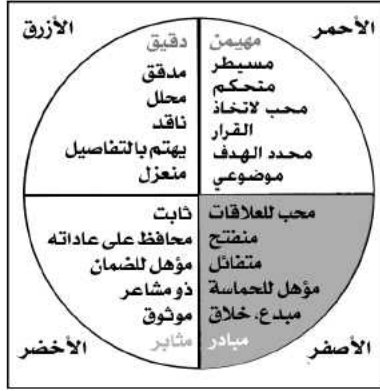 الأحمر
مهيمن
مسيطر
متحكم
محب لاتخاذ
القرار
محدد الهدف
موضوعي
الأزرق
دقيق
مدقق
محلل
ناقد
يهتم بالتفاصيل
منعزل
محب للعلاقات
منفتح
متفائل
مؤهل للحماسة
مبدع، خلاق
مبادر
الأصفر
ثابت
محافظ على عاداته
مؤهل للضمان
ذو مشاعر
موثوق
مثابر
الأخضر